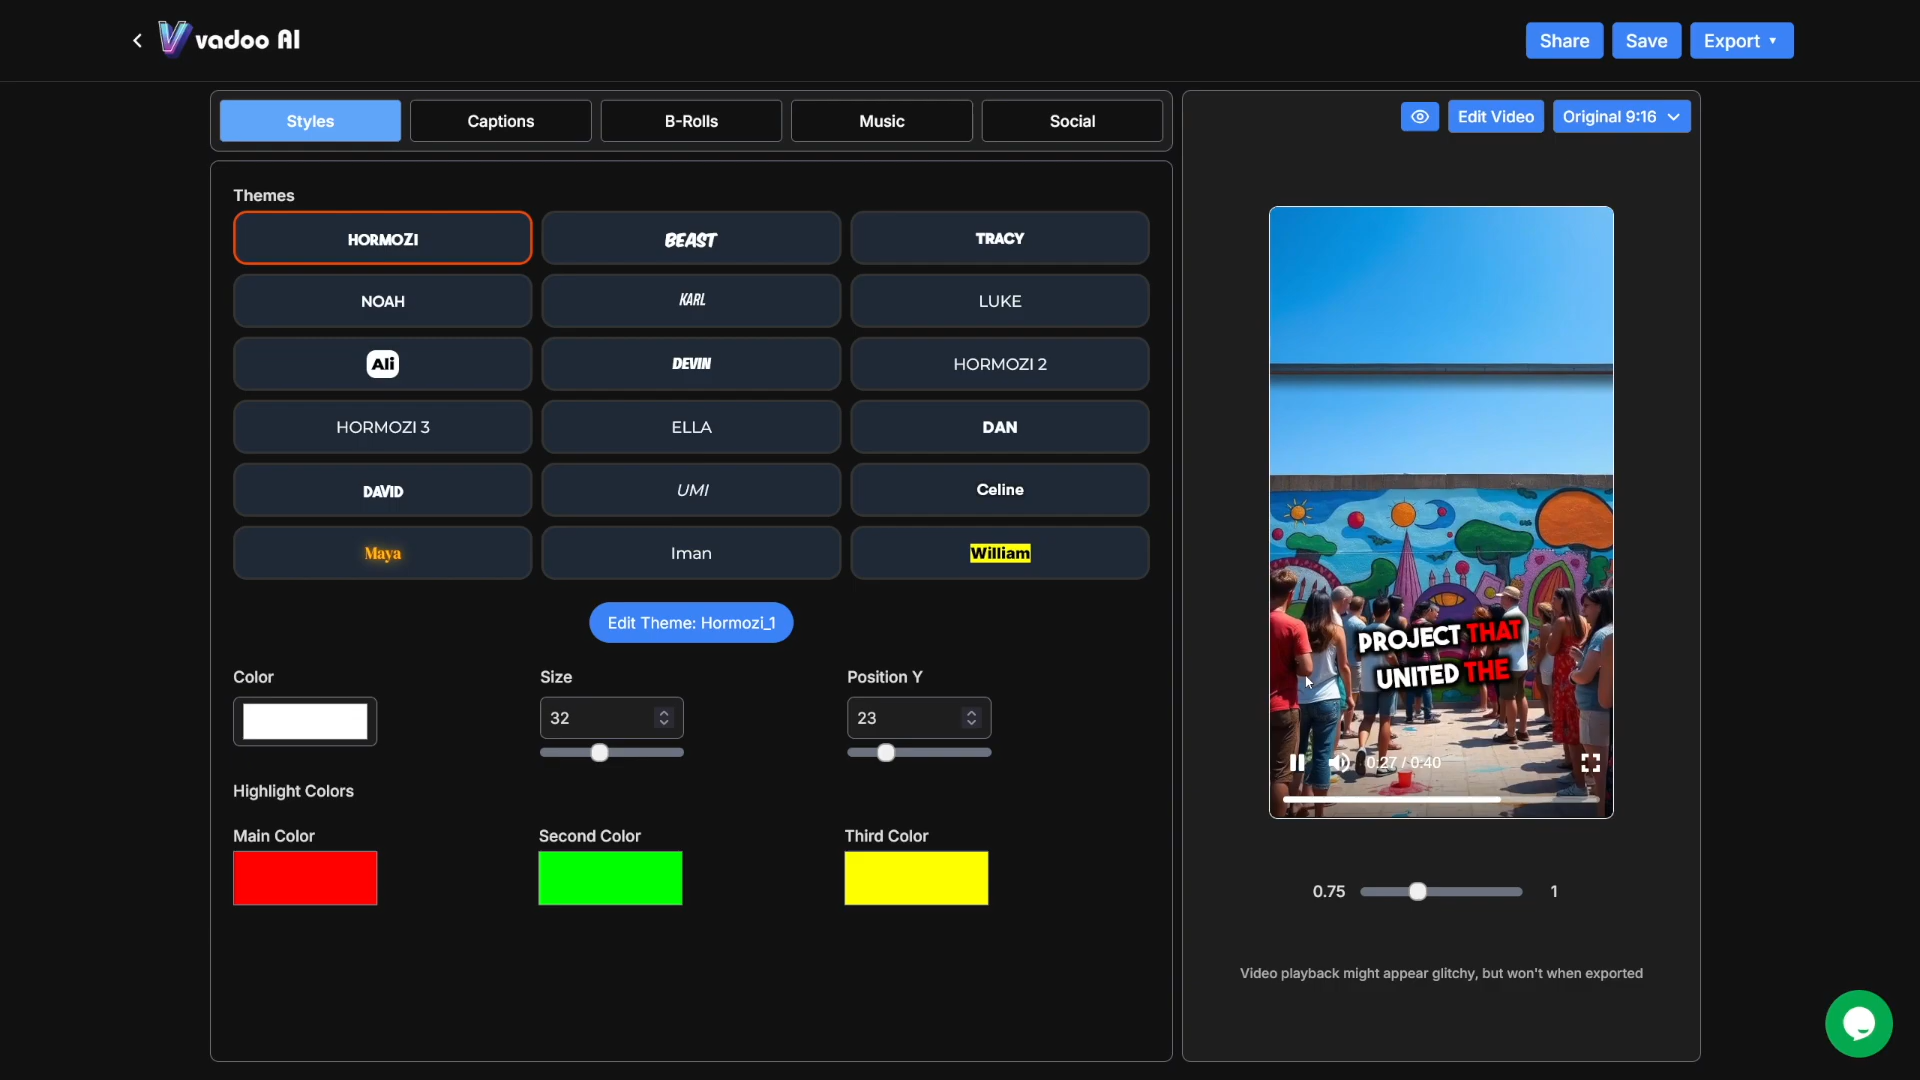 vadoo AI
Share
Save
Export
Styles
Captions
B-Rolls
Music
Social
Edit Video
Original 9:16
Themes
HORMOZI
BEAST
TRACY
NOAH
KARL
LUKE
Ali
DEVIN
HORMOZI 2
HORMOZI 3
ELLA
DAN
DAVID
UMI
Celine
Maya
Iman
William
Edit Theme: Hormozi_1
Color
Size
Position Y
32
23
Highlight Colors
Main Color
Second Color
Third Color
PROJECT THAT
UNITED THE
0:27 / 0:40
0.75
1
Video playback might appear glitchy, but won't when exported